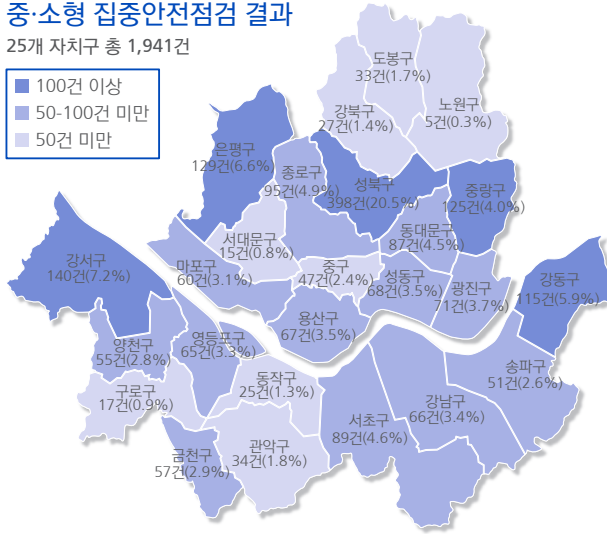 중·소형 집중안전점검 결과
25개 자치구 총 1,941건
100건 이상
50-100건 미만
50건 미만
도봉구
33건(1.7%)
노원구
5건(0.3%)
강북구
27건(1.4%)
은평구
129건(6.6%)
종로구
95건(4.9%)
성북구
398건(20.5%)
중랑구
125건(4.0%)
서대문구
15건(0.8%)
동대문구
87건(4.5%)
강서구
140건(7.2%)
마포구
60건(3.1%)
중구
47건(2.4%)
성동구
68건(3.5%)
광진구
71건(3.7%)
강동구
115건(5.9%)
용산구
67건(3.5%)
양천구
55건(2.8%)
영등포구
65건(3.3%)
송파구
51건(2.6%)
구로구
17건(0.9%)
동작구
25건(1.3%)
강남구
66건(3.4%)
서초구
89건(4.6%)
관악구
34건(1.8%)
금천구
57건(2.9%)